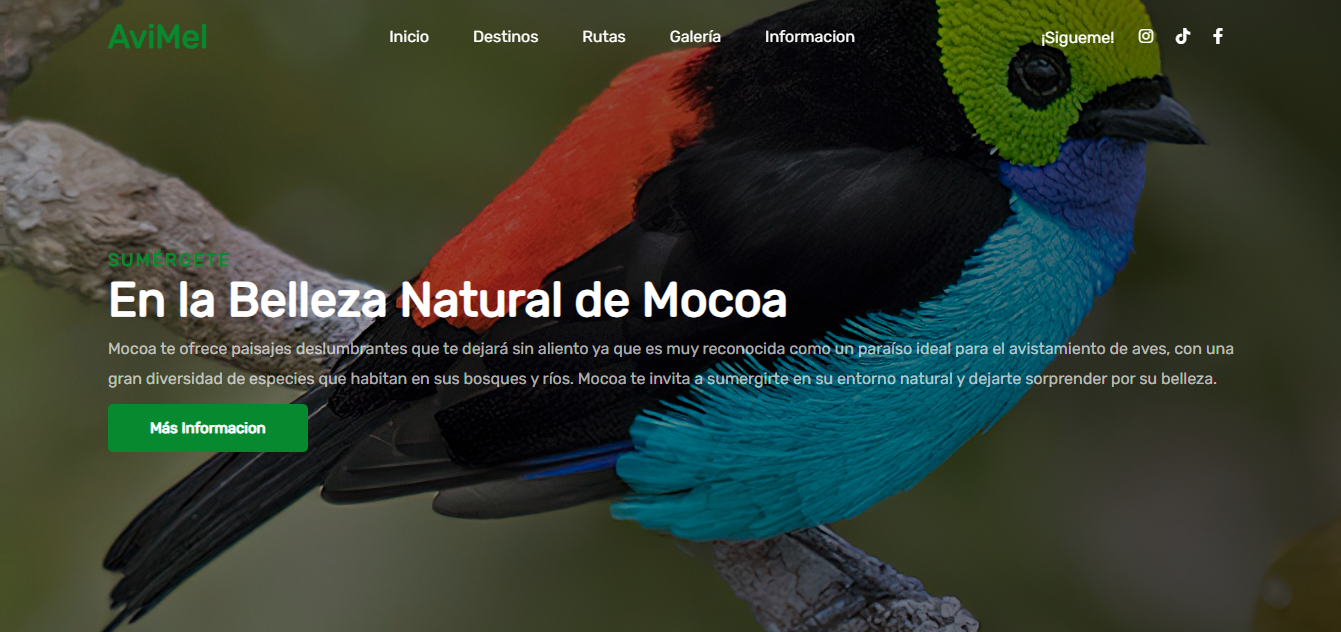 AviMel
Inicio Destinos Rutas Galería Informacion
¡Sigueme!
SUMÉRGETE
En la Belleza Natural de Mocoa
Mocoa te ofrece paisajes deslumbrantes que te dejará sin aliento ya que es muy reconocida como un paraíso ideal para el avistamiento de aves, con una
gran diversidad de especies que habitan en sus bosques y ríos. Mocoa te invita a sumergirte en su entorno natural y dejarte sorprender por su belleza.
Más Informacion